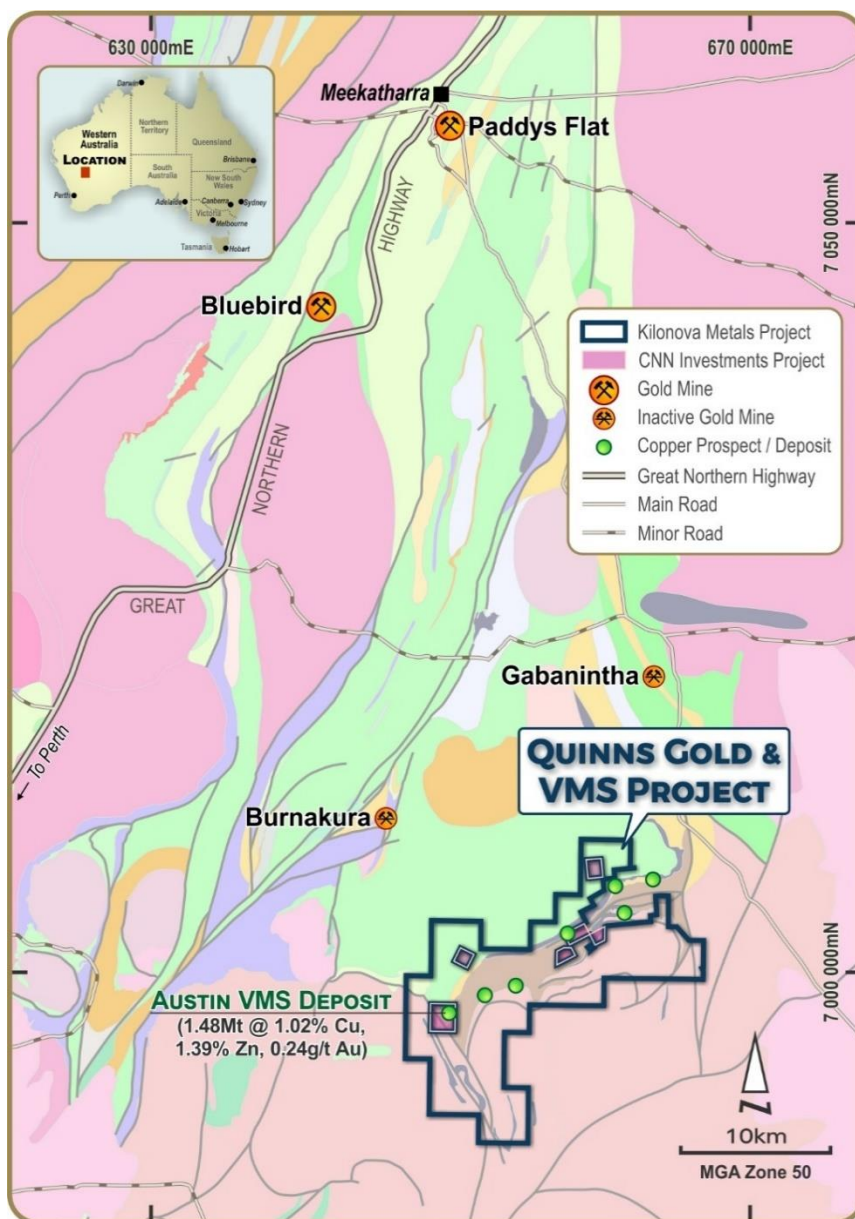 630 000mE
670 000mE
Darwin
Western
Australia
Northern
Territory
Queensland
LOCATION
South
Australia
Brisbane
New South
Wales
Perth
Adelaide
Canberra
Sydney
Victoria
Melbourne
Tasmania
Hobart
Meekatharra
Paddys Flat
7 050 000mN
HIGHWAY
Bluebird
Kilonova Metals Project
CNN Investments Project
Gold Mine
Inactive Gold Mine
Copper Prospect / Deposit
Great Northern Highway
Main Road
Minor Road
NORTHERN
GREAT
Gabanintha
To Perth
QUINNS GOLD &
VMS PROJECT
Burnakura
7 000 000mN
AUSTIN VMS DEPOSIT
(1.48Mt @ 1.02% Cu,
1.39% Zn, 0.24g/t Au)
N
10km
MGA Zone 50